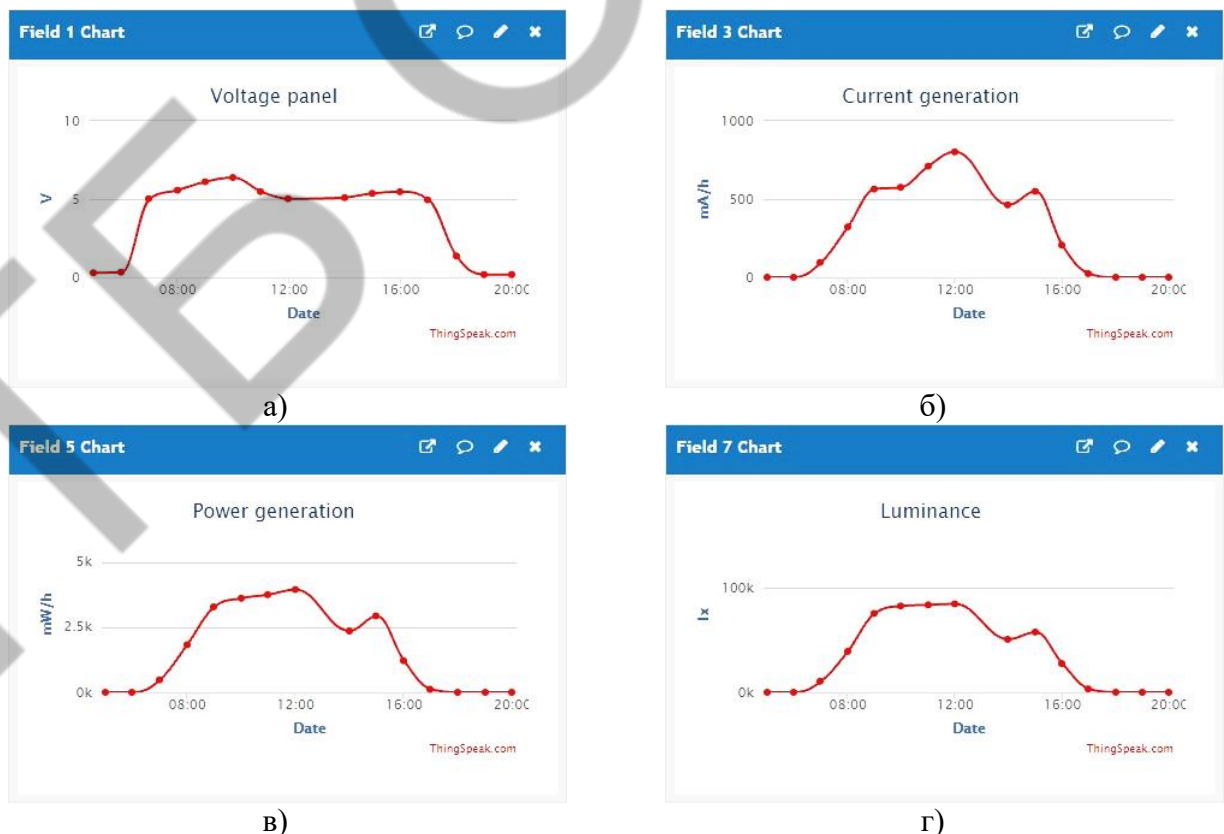 Field 1 Chart
Voltage panel
10
5
0
V
08:00
12:00
16:00
20:00
Date
ThingSpeak.com
а)
Field 3 Chart
Current generation
1000
500
0
mA/h
08:00
12:00
16:00
20:00
Date
ThingSpeak.com
б)
Field 5 Chart
Power generation
5k
2.5k
0k
mW/h
08:00
12:00
16:00
20:00
Date
ThingSpeak.com
в)
Field 7 Chart
Luminance
100k
0k
lx
08:00
12:00
16:00
20:00
Date
ThingSpeak.com
г)